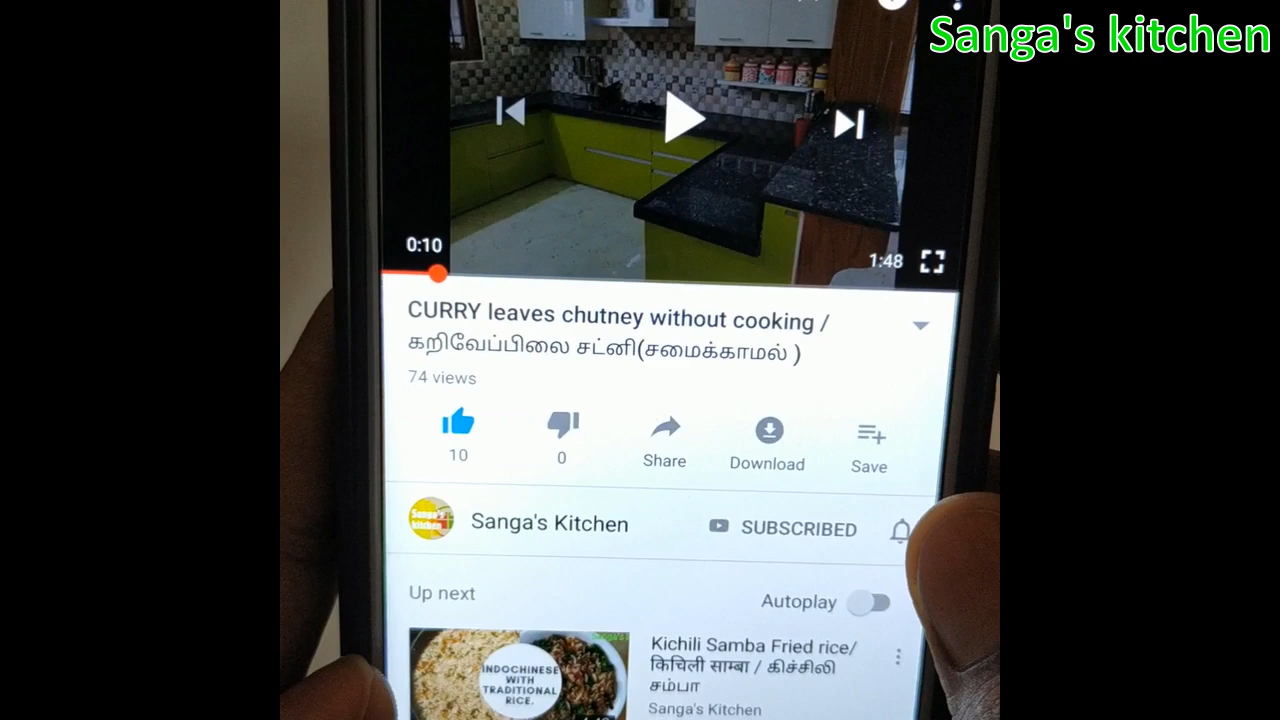 Sanga's kitchen
0:10
1:48
CURRY leaves chutney without cooking /
கறிவேப்பிலை சட்னி(சமைக்காமல் )
74 views
10
0
Share
Download
Save
Sanga's kitchen
Sanga's Kitchen
SUBSCRIBED
Up next
Autoplay
INDOCHINESE
WITH
TRADITIONAL
RICE.
Kichili Samba Fried rice/
किचिली साम्बा / கிச்சிலி
சம்பா
Sanga's Kitchen